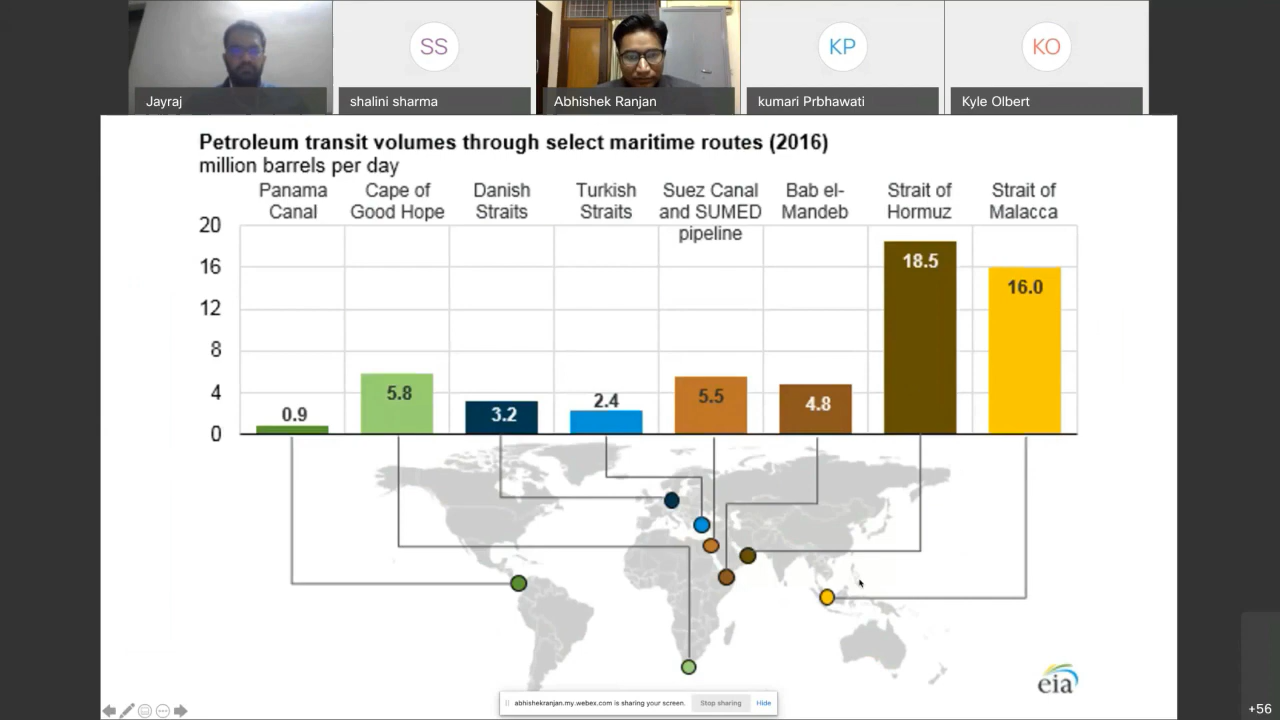 SS
KP
KO
Jayraj
shalini sharma
Abhishek Ranjan
kumari Prbhawati
Kyle Olbert
Petroleum transit volumes through select maritime routes (2016)
million barrels per day
Panama
Canal
Cape of
Good Hope
Danish
Straits
Turkish
Straits
Suez Canal
and SUMED
pipeline
Bab el-
Mandeb
Strait of
Hormuz
Strait of
Malacca
20
16
12
8
4
0
0.9
5.8
3.2
2.4
5.5
4.8
18.5
16.0
eia
abhishekranjan.my.webex.com is sharing your screen.
Stop sharing
Hide
+56